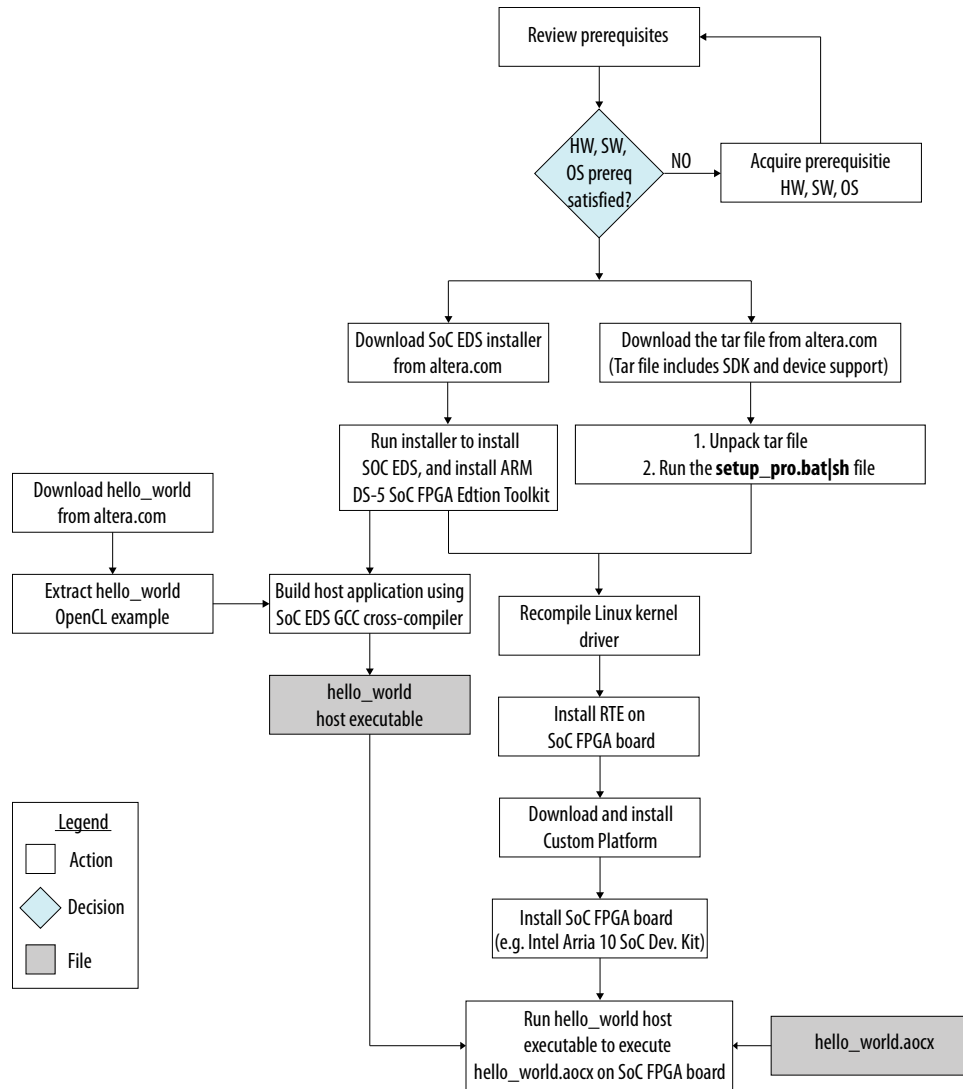 Review prerequisites
HW, SW,
OS prereq
satisfied?
NO
Acquire prerequisitie
HW, SW, OS
Download SoC EDS installer
from altera.com
Download the tar file from altera.com
(Tar file includes SDK and device support)
Run installer to install
SOC EDS, and install ARM
DS-5 SoC FPGA Edtion Toolkit
1. Unpack tar file
2. Run the setup_pro.bat|sh file
Download hello_world
from altera.com
Extract hello_world
OpenCL example
Build host application using
SoC EDS GCC cross-compiler
Recompile Linux kernel
driver
hello_world
host executable
Install RTE on
SoC FPGA board
Download and install
Custom Platform
Legend
Action
Decision
File
Install SoC FPGA board
(e.g. Intel Arria 10 SoC Dev. Kit)
Run hello_world host
executable to execute
hello_world.aocx on SoC FPGA board
hello_world.aocx